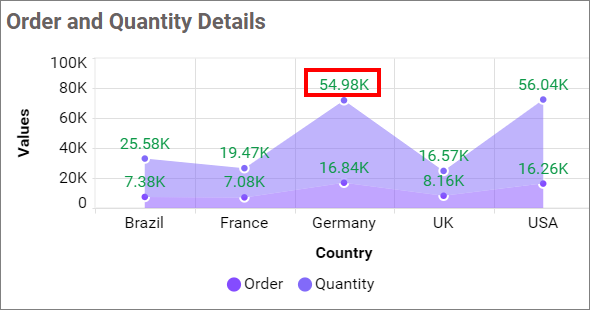 Order and Quantity Details
100K
80K
60K
40K
20K
0
Values
54.98K
56.04K
25.58K
19.47K
16.57K
16.84K
16.26K
7.38K
7.08K
8.16K
Brazil
France
Germany
UK
USA
Country
Order
Quantity